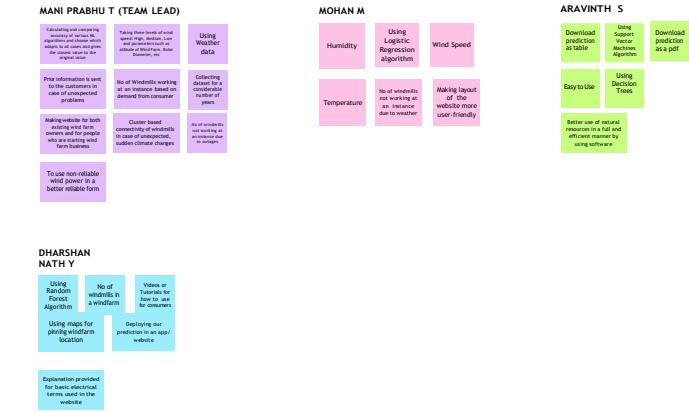 MANI PRABHU T (TEAM LEAD)
Calculating and comparing
accuracy of various ML
algorithms and choose which
adapts to all cases and gives
the closest value to the
original value
Taking three levels of wind
speed: High, Medium, Low
and parameters such as
altitude of Wind Farm, Rotor
Diameter, etc
Using
Weather
data
Prior information is sent
to the customers in
case of unexpected
problems
No of Windmills working
at an instance based on
demand from consumer
Collecting
dataset for a
considerable
number of
years
Making website for both
existing wind farm
owners and for people
who are starting wind
farm business
Cluster based
connectivity of windmills
in case of unexpected,
sudden climate changes
No of windmills
not working at
an instance due
to outages
To use non-reliable
wind power in a
better reliable form
MOHAN M
Humidity
Using
Logistic
Regression
algorithm
Wind Speed
Temperature
No of windmills
not working at
an instance
due to weather
Making layout
of the
website more
user-friendly
ARAVINTH S
Download
prediction
as table
Using
Support
Vector
Machines
Algorithm
Download
prediction
as a pdf
Easy to Use
Using
Decision
Trees
Better use of natural
resources in a full and
efficient manner by
using software
DHARSHAN
NATH Y
Using
Random
Forest
Algorithm
No of
windmills in
a windfarm
Videos or
Tutorials for
how to use
for consumers
Using maps for
pinning windfarm
location
Deploying our
prediction in an app/
website
Explanation provided
for basic electrical
terms used in the
website